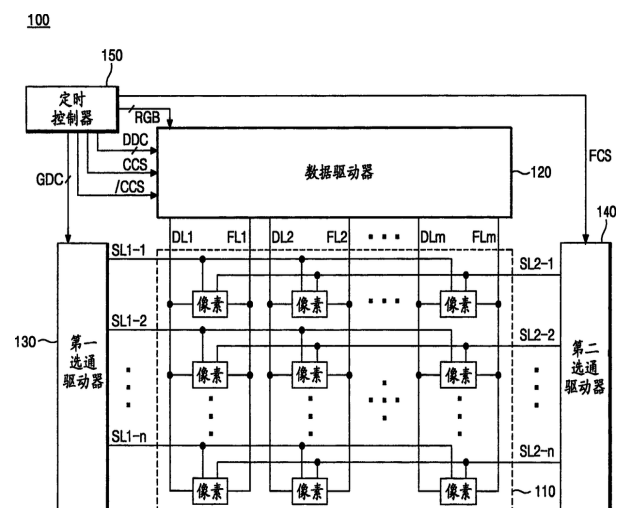 100
150
定时
控制器
RGB
DDC
CCS
/CCS
GDC
数据驱动器
120
FCS
140
DL1 FL1 DL2 FL2 DLm FLm
SL1-1
SL2-1
像素 像素 像素
SL1-2
SL2-2
130
第一
选通
驱动器
像素 像素 像素
第二
选通
驱动器
SL1-n
SL2-n
像素 像素 像素
110